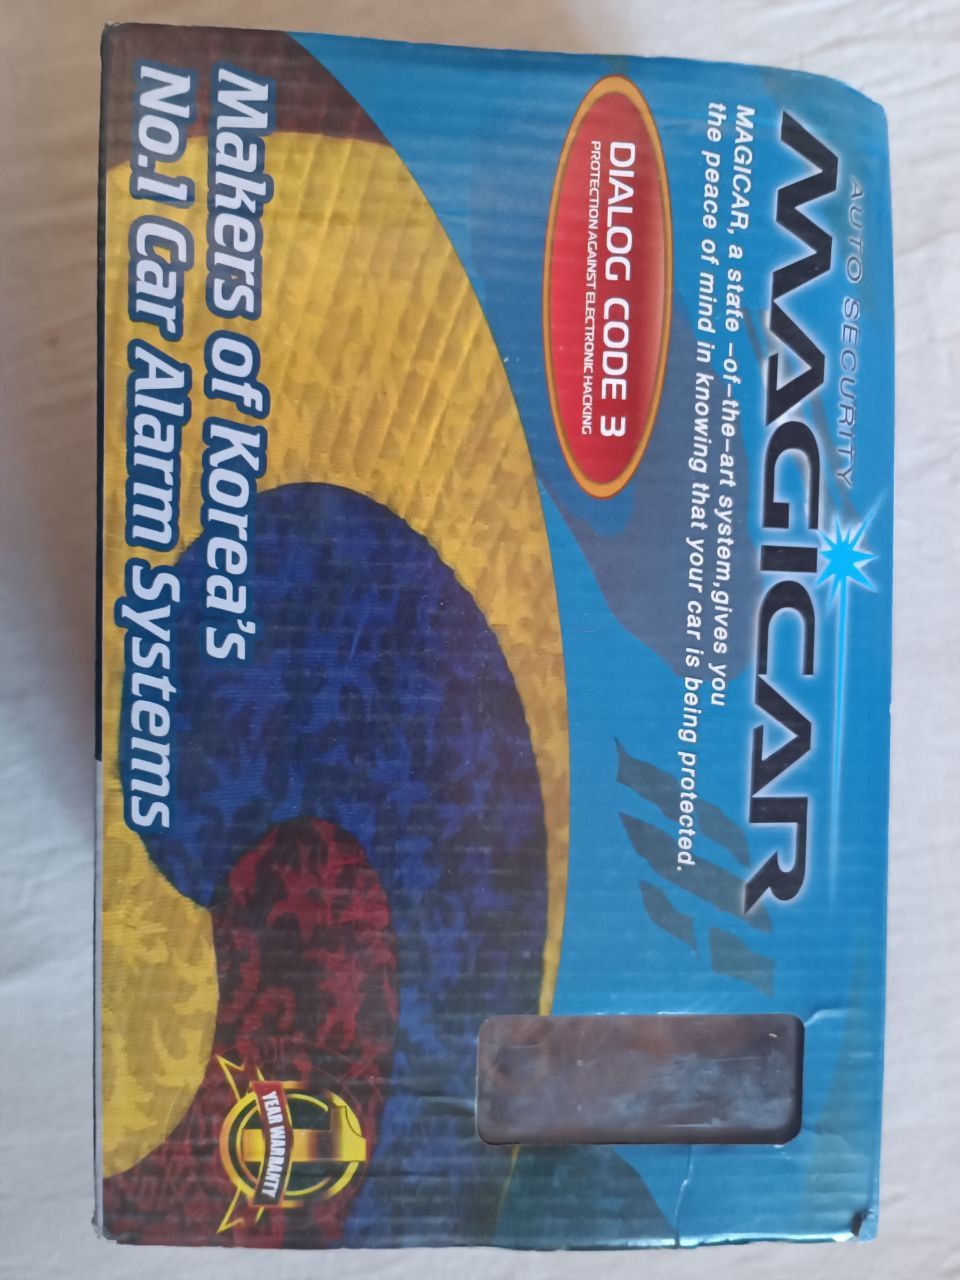 AUTO SECURITY
MAGICAR
MAGICAR, a state -of-the-art system,gives you
the peace of mind in knowing that your car is being protected.
DIALOG CODE 3
PROTECTION AGAINST ELECTRONIC HACKING
Makers of Korea's
No.1 Car Alarm Systems
1
YEAR WARRANTY